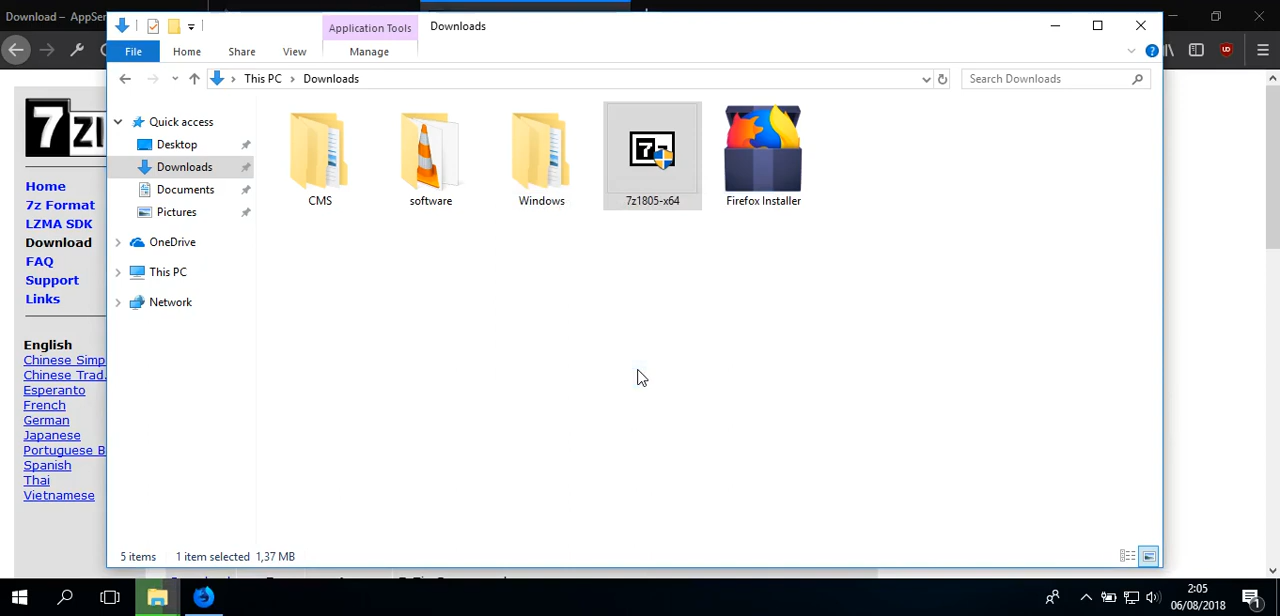 Download – AppSer
Downloads
Application Tools
File
Home
Share
View
Manage
This PC
Downloads
Search Downloads
7ZI
Home
7z Format
LZMA SDK
Download
FAQ
Support
Links
English
Chinese Simp
Chinese Trad.
Esperanto
French
German
Japanese
Portuguese B
Spanish
Thai
Vietnamese
Quick access
Desktop
Downloads
Documents
Pictures
OneDrive
This PC
Network
CMS
software
Windows
7z1805-x64
Firefox Installer
5 items
1 item selected 1,37 MB
2:05
06/08/2018